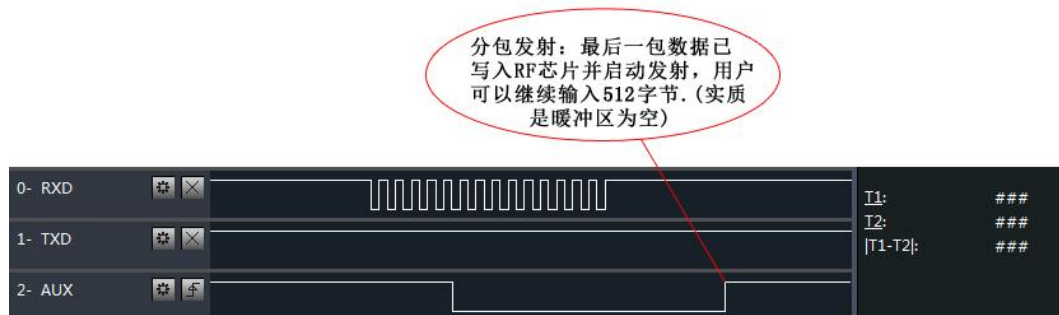 分包发射：最后一包数据已
写入RF芯片并启动发射，用户
可以继续输入512字节.(实质
是暖冲区为空)
0- RXD
T1: ###
1- TXD
T2: ###
|T1-T2|: ###
2- AUX